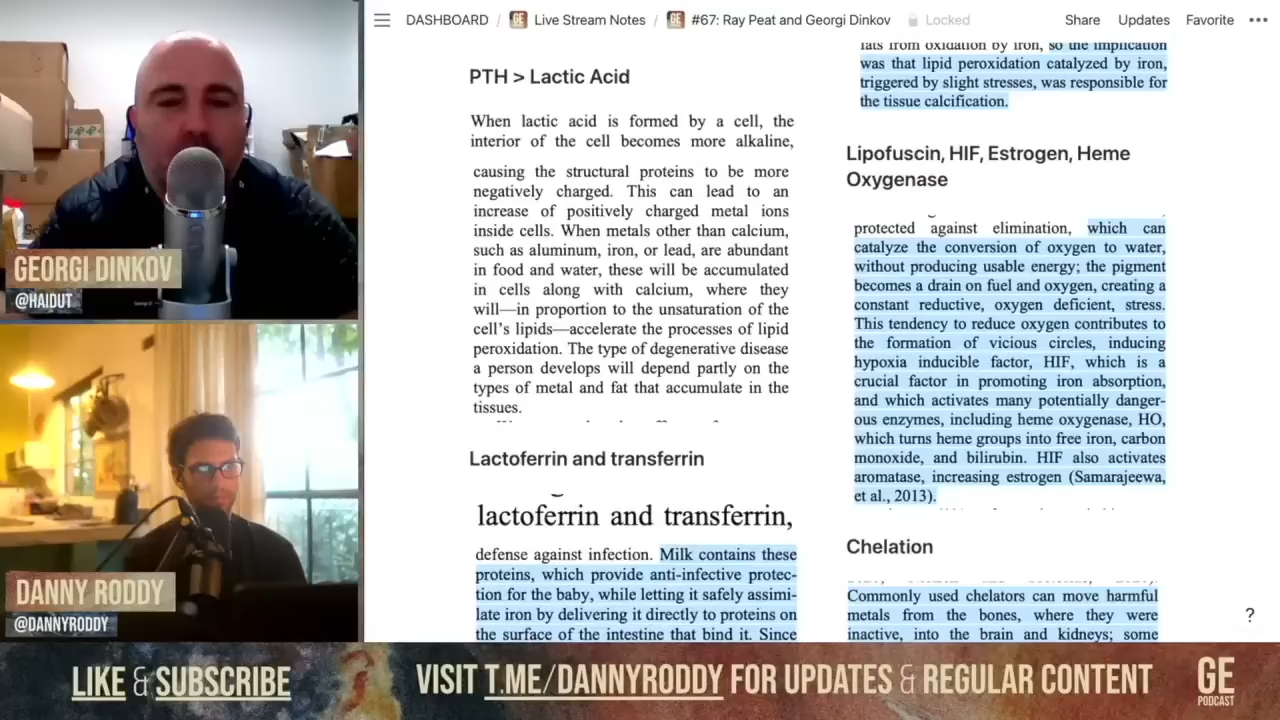 DASHBOARD / GE Live Stream Notes / GE #67: Ray Peat and Georgi Dinkov Locked Share Updates Favorite
GEORGI DINKOV
@HAIDUT
DANNY RODDY
@DANNYRODDY
PTH > Lactic Acid
When lactic acid is formed by a cell, the
interior of the cell becomes more alkaline,
causing the structural proteins to be more
negatively charged. This can lead to an
increase of positively charged metal ions
inside cells. When metals other than calcium,
such as aluminum, iron, or lead, are abundant
in food and water, these will be accumulated
in cells along with calcium, where they
will—in proportion to the unsaturation of the
cell's lipids—accelerate the processes of lipid
peroxidation. The type of degenerative disease
a person develops will depend partly on the
types of metal and fat that accumulate in the
tissues.
Lactoferrin and transferrin
lactoferrin and transferrin,
defense against infection. Milk contains these
proteins, which provide anti-infective protec-
tion for the baby, while letting it safely assimi-
late iron by delivering it directly to proteins on
the surface of the intestine that bind it. Since
fats from oxidation by iron, so the implication
was that lipid peroxidation catalyzed by iron,
triggered by slight stresses, was responsible for
the tissue calcification.
Lipofuscin, HIF, Estrogen, Heme
Oxygenase
protected against elimination, which can
catalyze the conversion of oxygen to water,
without producing usable energy; the pigment
becomes a drain on fuel and oxygen, creating a
constant reductive, oxygen deficient, stress.
This tendency to reduce oxygen contributes to
the formation of vicious circles, inducing
hypoxia inducible factor, HIF, which is a
crucial factor in promoting iron absorption,
and which activates many potentially danger-
ous enzymes, including heme oxygenase, HO,
which turns heme groups into free iron, carbon
monoxide, and bilirubin. HIF also activates
aromatase, increasing estrogen (Samarajeewa,
et al., 2013).
Chelation
Commonly used chelators can move harmful
metals from the bones, where they were
inactive, into the brain and kidneys; some
?
LIKE & SUBSCRIBE
VISIT T.ME/DANNYRODDY FOR UPDATES & REGULAR CONTENT
GE
PODCAST